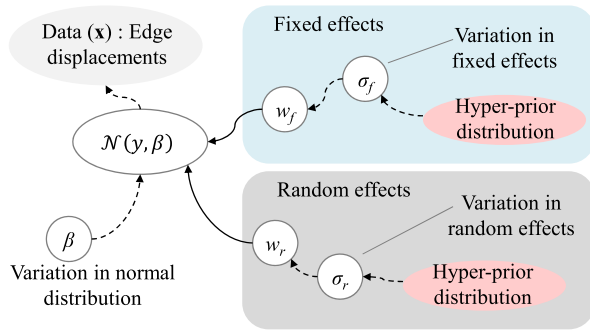 Data (x) : Edge
displacements
𝒩(y, β)
β
Variation in normal
distribution
Fixed effects
Variation in
fixed effects
σ_f
w_f
Hyper-prior
distribution
Random effects
Variation in
random effects
w_r
σ_r
Hyper-prior
distribution